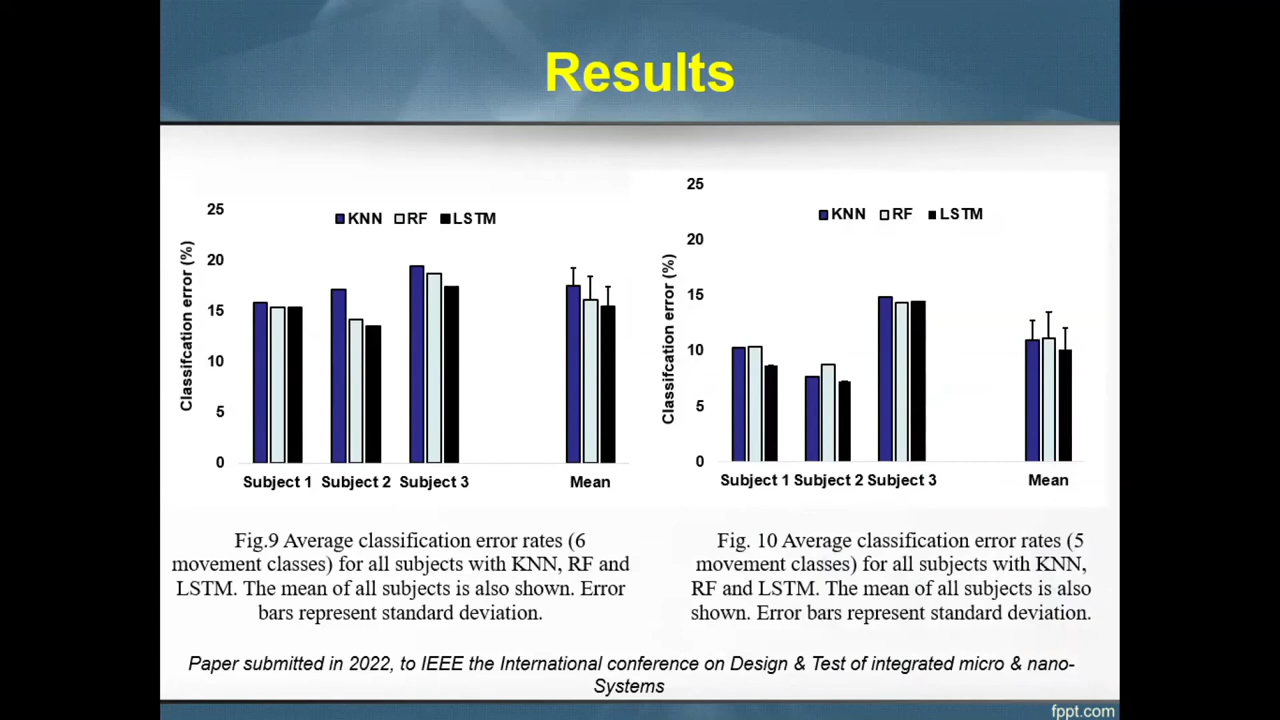 Results
25
20
15
10
5
0
Classifcation error (%)
KNN RF LSTM
Subject 1 Subject 2 Subject 3 Mean
25
20
15
10
5
0
Classifcation error (%)
KNN RF LSTM
Subject 1 Subject 2 Subject 3 Mean
Fig.9 Average classification error rates (6
movement classes) for all subjects with KNN, RF and
LSTM. The mean of all subjects is also shown. Error
bars represent standard deviation.
Fig. 10 Average classification error rates (5
movement classes) for all subjects with KNN,
RF and LSTM. The mean of all subjects is also
shown. Error bars represent standard deviation.
Paper submitted in 2022, to IEEE the International conference on Design & Test of integrated micro & nano-
Systems
fppt.com